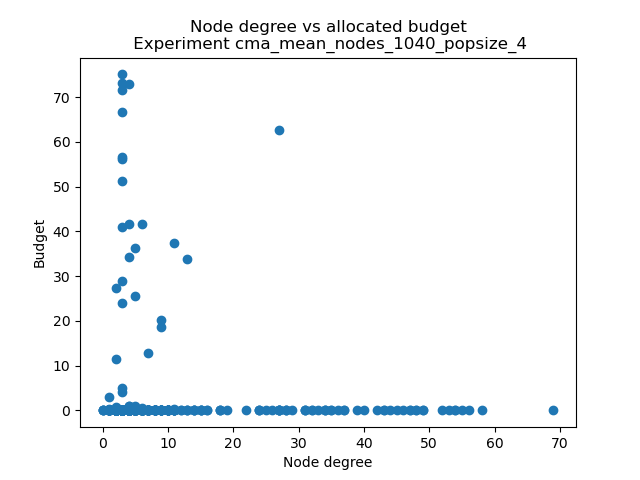 Node degree vs allocated budget
Experiment cma_mean_nodes_1040_popsize_4
70
60
50
40
30
20
10
0
Budget
0 10 20 30 40 50 60 70
Node degree